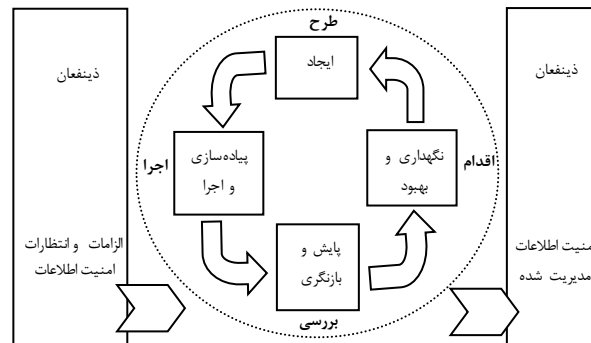 طرح
ذینفعان
ایجاد
ذینفعان
اجرا
پیاده‌سازی
و اجرا
نگهداری و
بهبود
اقدام
الزامات و انتظارات
امنیت اطلاعات
پایش و
بازنگری
منیت اطلاعات
مدیریت شده
بررسی